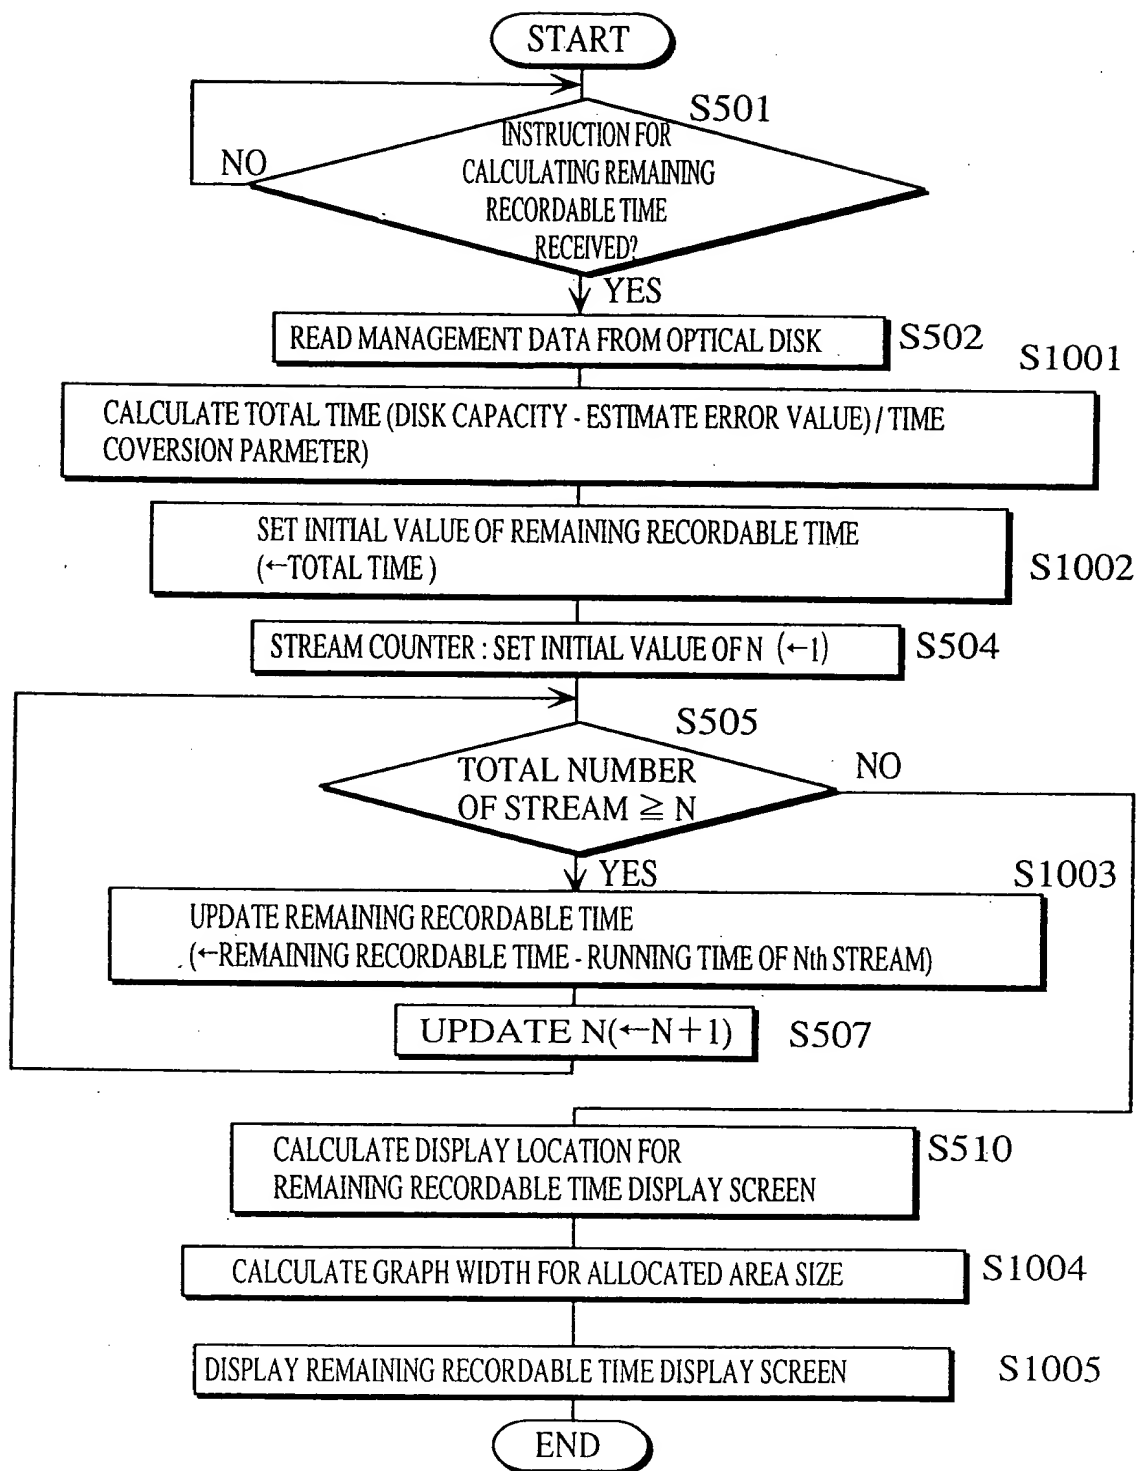 START
S501
INSTRUCTION FOR
CALCULATING REMAINING
RECORDABLE TIME
RECEIVED?
NO
YES
READ MANAGEMENT DATA FROM OPTICAL DISK
S502
S1001
CALCULATE TOTAL TIME (DISK CAPACITY - ESTIMATE ERROR VALUE) / TIME
COVERSION PARMETER)
SET INITIAL VALUE OF REMAINING RECORDABLE TIME
(←TOTAL TIME )
S1002
STREAM COUNTER : SET INITIAL VALUE OF N (←1)
S504
S505
TOTAL NUMBER
OF STREAM ≧ N
NO
YES
S1003
UPDATE REMAINING RECORDABLE TIME
(←REMAINING RECORDABLE TIME - RUNNING TIME OF Nth STREAM)
UPDATE N(←N+1)
S507
CALCULATE DISPLAY LOCATION FOR
REMAINING RECORDABLE TIME DISPLAY SCREEN
S510
CALCULATE GRAPH WIDTH FOR ALLOCATED AREA SIZE
S1004
DISPLAY REMAINING RECORDABLE TIME DISPLAY SCREEN
S1005
END